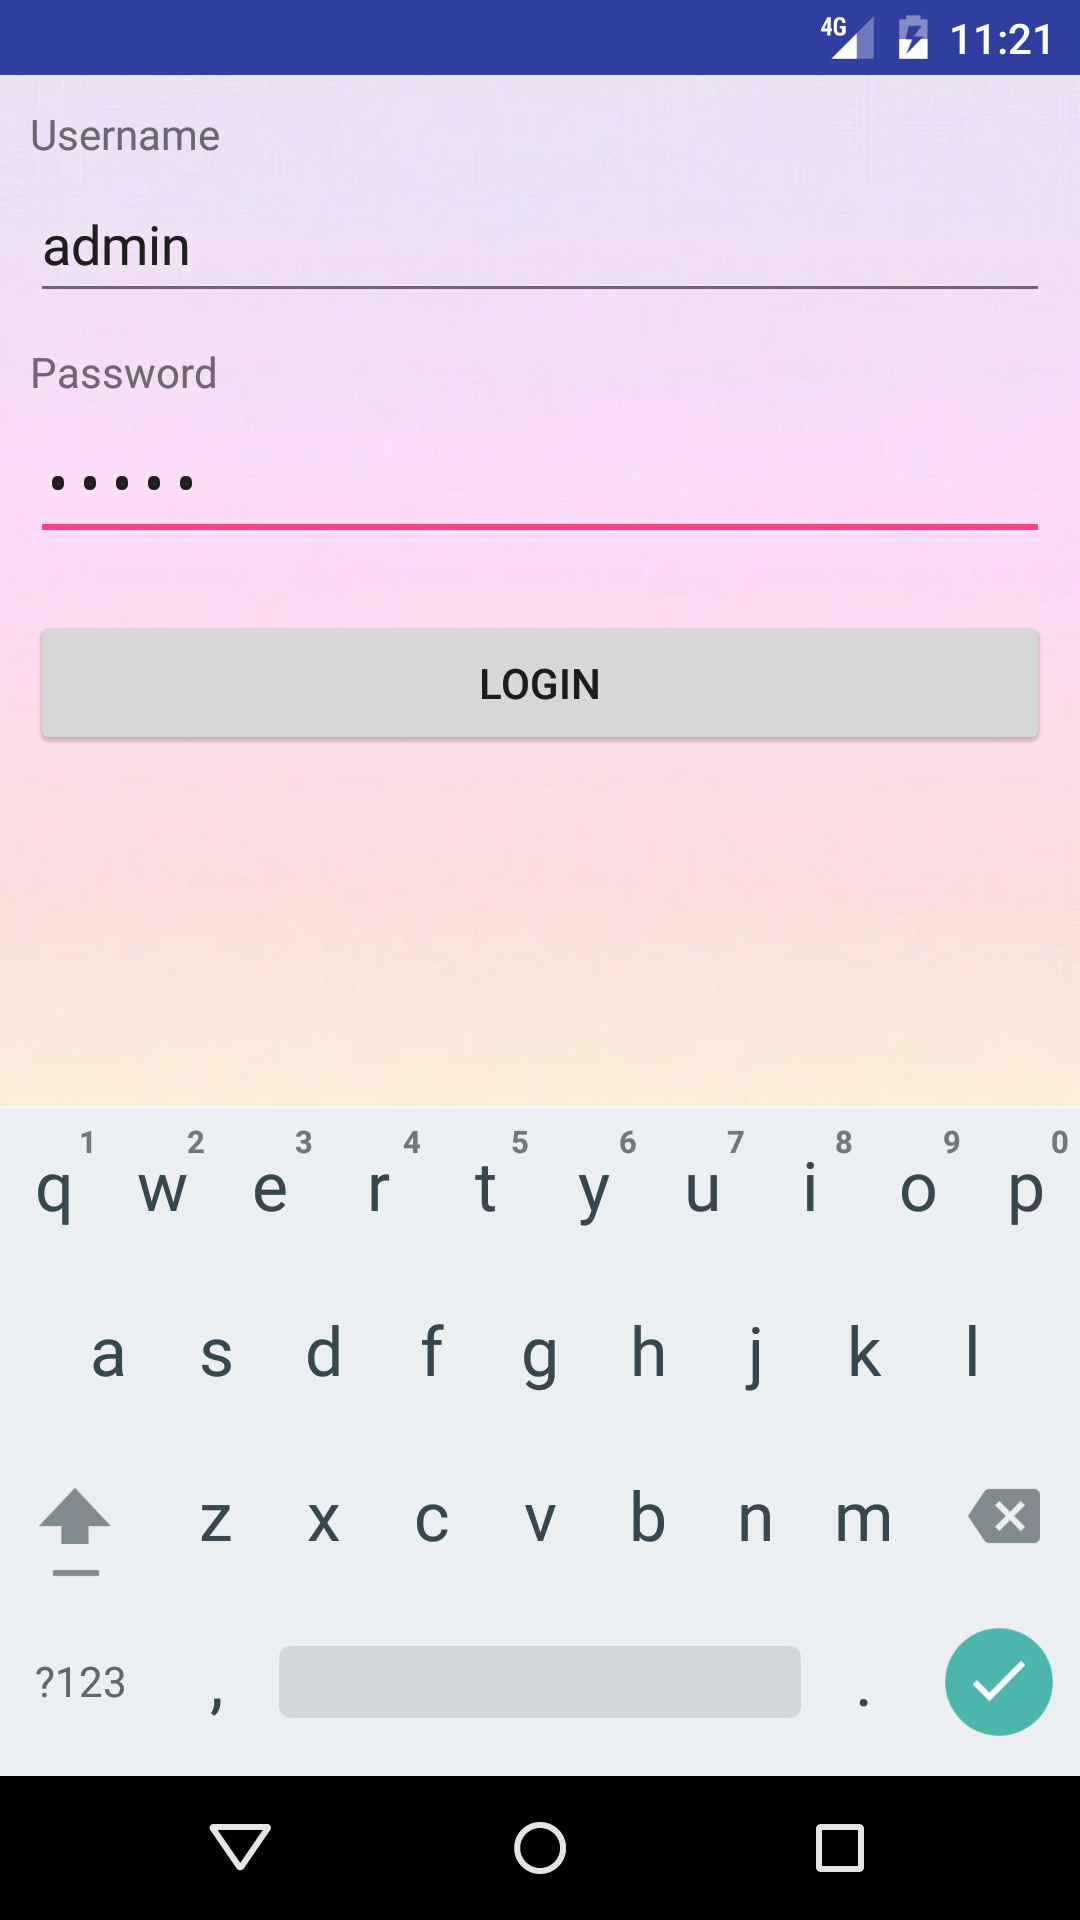 4G 11:21
Username
admin
Password
•••••
LOGIN
1 2 3 4 5 6 7 8 9 0
q w e r t y u i o p
a s d f g h j k l
z x c v b n m
?123 , .